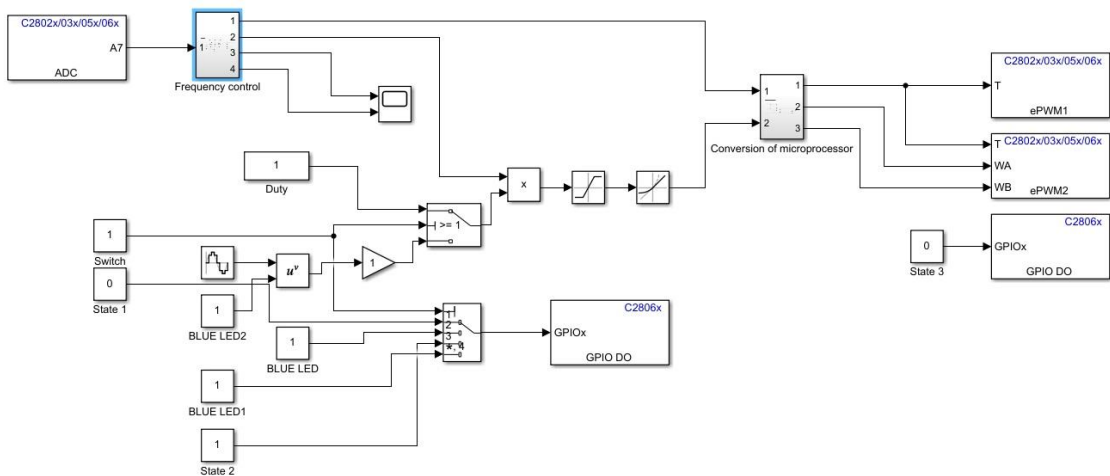 C2802x/03x/05x/06x
A7
ADC
1
1
2
3
4
Frequency control
1
Duty
>= 1
1
Switch
0
State 1
u^v
1
1
BLUE LED2
1
BLUE LED
1
BLUE LED1
1
State 2
1
2
3
*, 4
C2806x
GPIOx
GPIO DO
x
1
2
1
2
3
Conversion of microprocessor
C2802x/03x/05x/06x
T
ePWM1
C2802x/03x/05x/06x
T
WA
WB
ePWM2
0
State 3
C2806x
GPIOx
GPIO DO